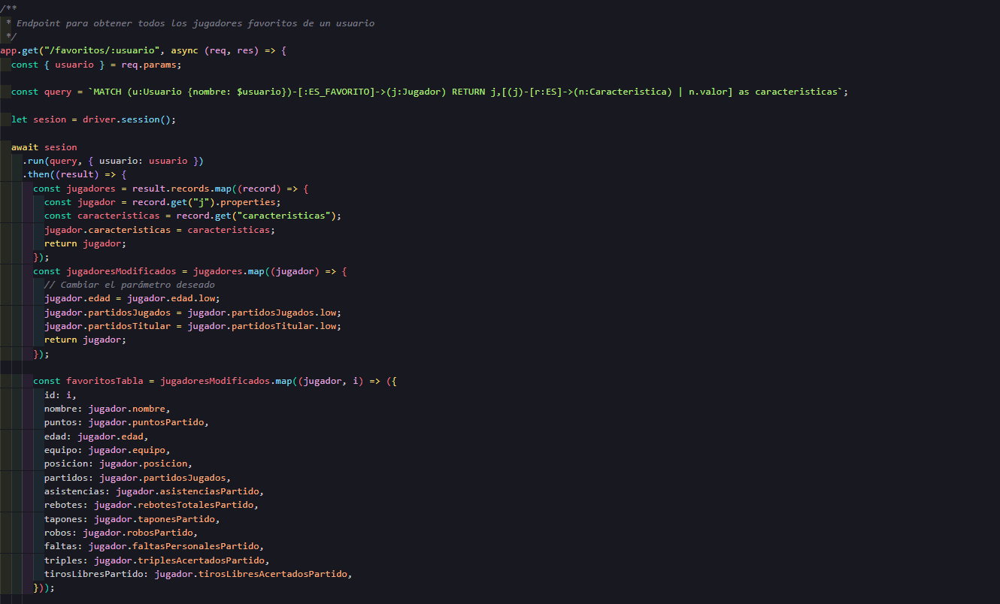 /**
 * Endpoint para obtener todos los jugadores favoritos de un usuario
 */
app.get("/favoritos/:usuario", async (req, res) => {
  const { usuario } = req.params;

  const query = `MATCH (u:Usuario {nombre: $usuario})-[:ES_FAVORITO]->(j:Jugador) RETURN j,[(j)-[r:ES]->(n:Caracteristica) | n.valor] as caracteristicas`;

  let sesion = driver.session();

  await sesion
    .run(query, { usuario: usuario })
    .then((result) => {
      const jugadores = result.records.map((record) => {
        const jugador = record.get("j").properties;
        const caracteristicas = record.get("caracteristicas");
        jugador.caracteristicas = caracteristicas;
        return jugador;
      });
      const jugadoresModificados = jugadores.map((jugador) => {
        // Cambiar el parámetro deseado
        jugador.edad = jugador.edad.low;
        jugador.partidosJugados = jugador.partidosJugados.low;
        jugador.partidosTitular = jugador.partidosTitular.low;
        return jugador;
      });

      const favoritosTabla = jugadoresModificados.map((jugador, i) => ({
        id: i,
        nombre: jugador.nombre,
        puntos: jugador.puntosPartido,
        edad: jugador.edad,
        equipo: jugador.equipo,
        posicion: jugador.posicion,
        partidos: jugador.partidosJugados,
        asistencias: jugador.asistenciasPartido,
        rebotes: jugador.rebotesTotalesPartido,
        tapones: jugador.taponesPartido,
        robos: jugador.robosPartido,
        faltas: jugador.faltasPersonalesPartido,
        triples: jugador.triplesAcertadosPartido,
        tirosLibresPartido: jugador.tirosLibresAcertadosPartido,
      }));